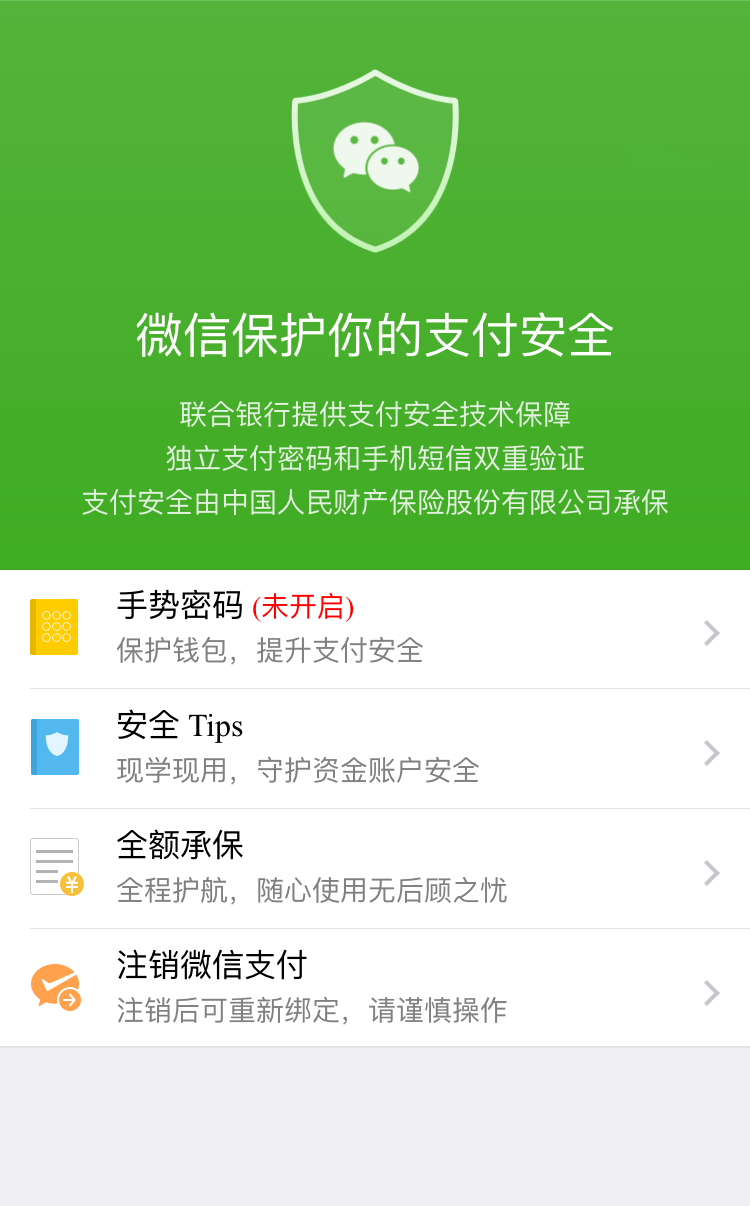 微信保护你的支付安全
联合银行提供支付安全技术保障
独立支付密码和手机短信双重验证
支付安全由中国人民财产保险股份有限公司承保
手势密码 (未开启)
保护钱包，提升支付安全
安全 Tips
现学现用，守护资金账户安全
全额承保
全程护航，随心使用无后顾之忧
注销微信支付
注销后可重新绑定，请谨慎操作